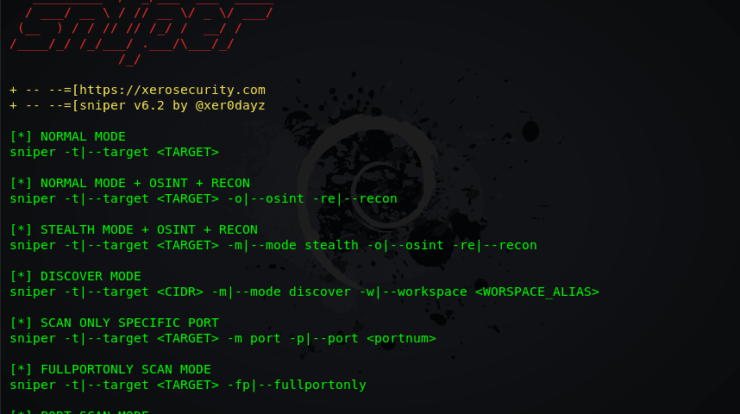 + -- --=[https://xerosecurity.com
+ -- --=[sniper v6.2 by @xer0dayz
[*] NORMAL MODE
sniper -t|--target <TARGET>
[*] NORMAL MODE + OSINT + RECON
sniper -t|--target <TARGET> -o|--osint -re|--recon
[*] STEALTH MODE + OSINT + RECON
sniper -t|--target <TARGET> -m|--mode stealth -o|--osint -re|--recon
[*] DISCOVER MODE
sniper -t|--target <CIDR> -m|--mode discover -w|--workspace <WORSPACE_ALIAS>
[*] SCAN ONLY SPECIFIC PORT
sniper -t|--target <TARGET> -m port -p|--port <portnum>
[*] FULLPORTONLY SCAN MODE
sniper -t|--target <TARGET> -fp|--fullportonly
[*] PORT SCAN MODE